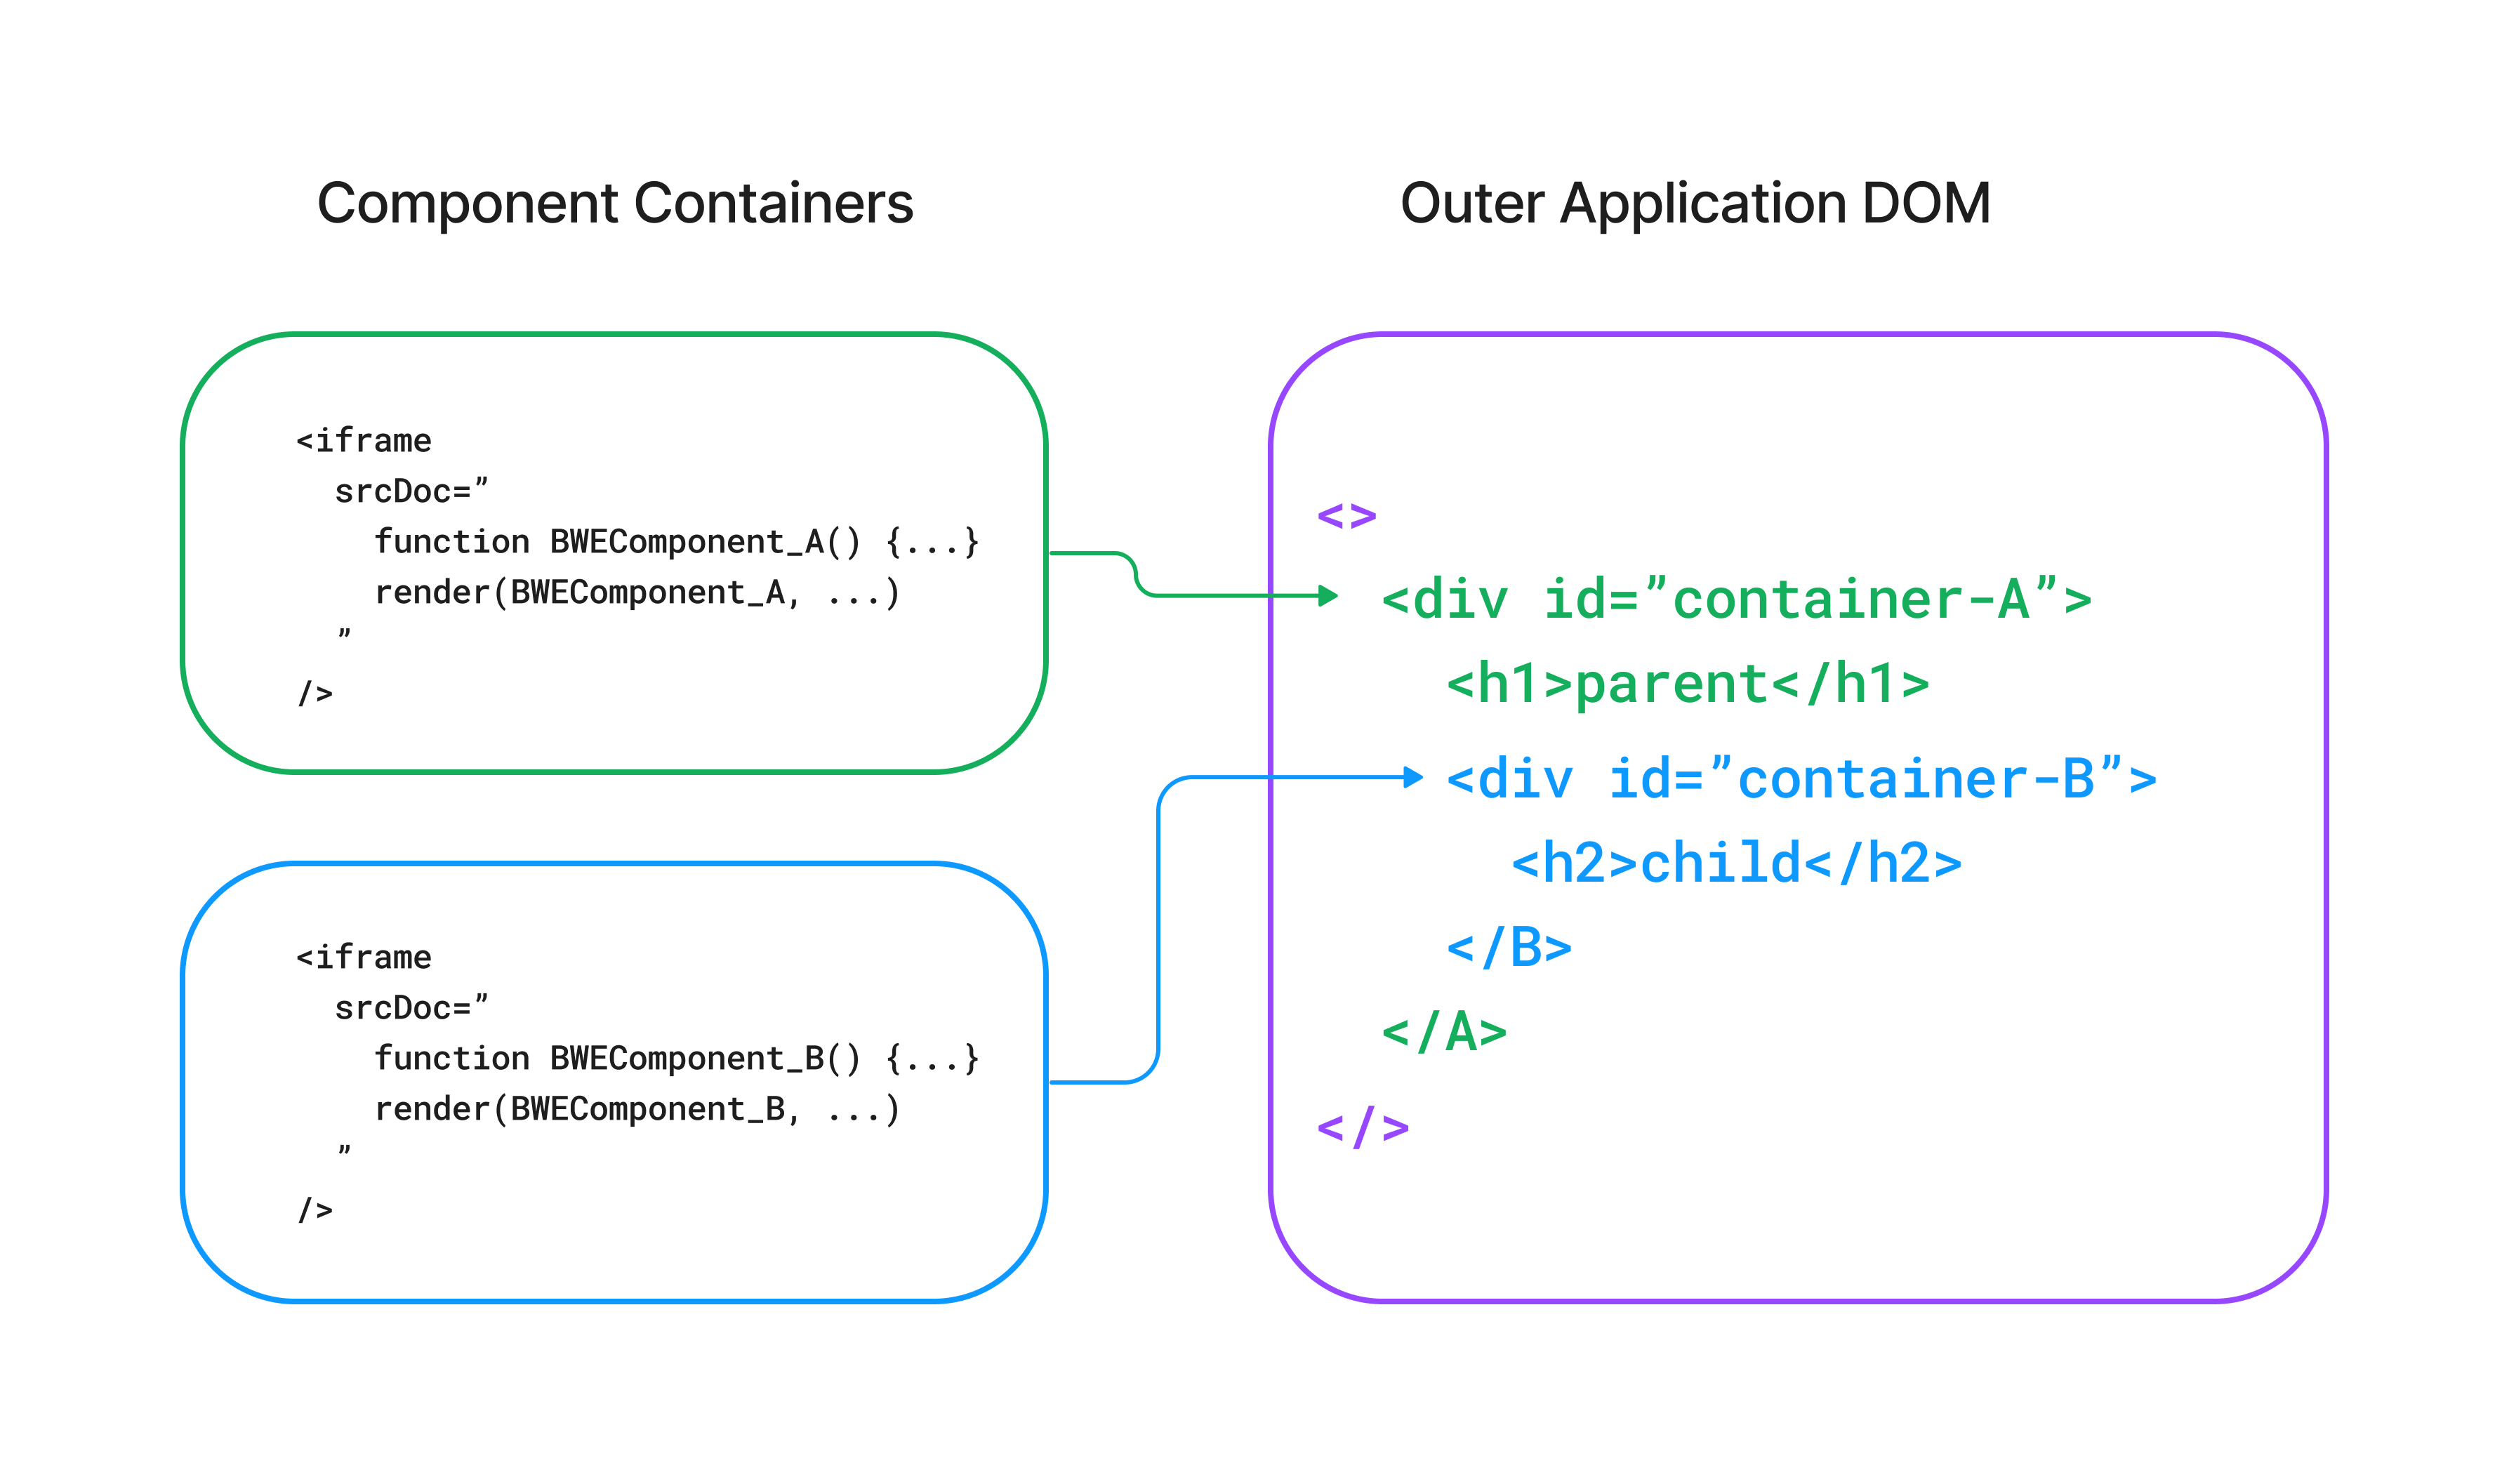 Component Containers
<iframe
  srcDoc=”
    function BWEComponent_A() {...}
    render(BWEComponent_A, ...)
  ”
/>
<iframe
  srcDoc=”
    function BWEComponent_B() {...}
    render(BWEComponent_B, ...)
  ”
/>
Outer Application DOM
<>
  <div id=”container-A”>
    <h1>parent</h1>
    <div id=”container-B”>
      <h2>child</h2>
    </B>
  </A>
</>